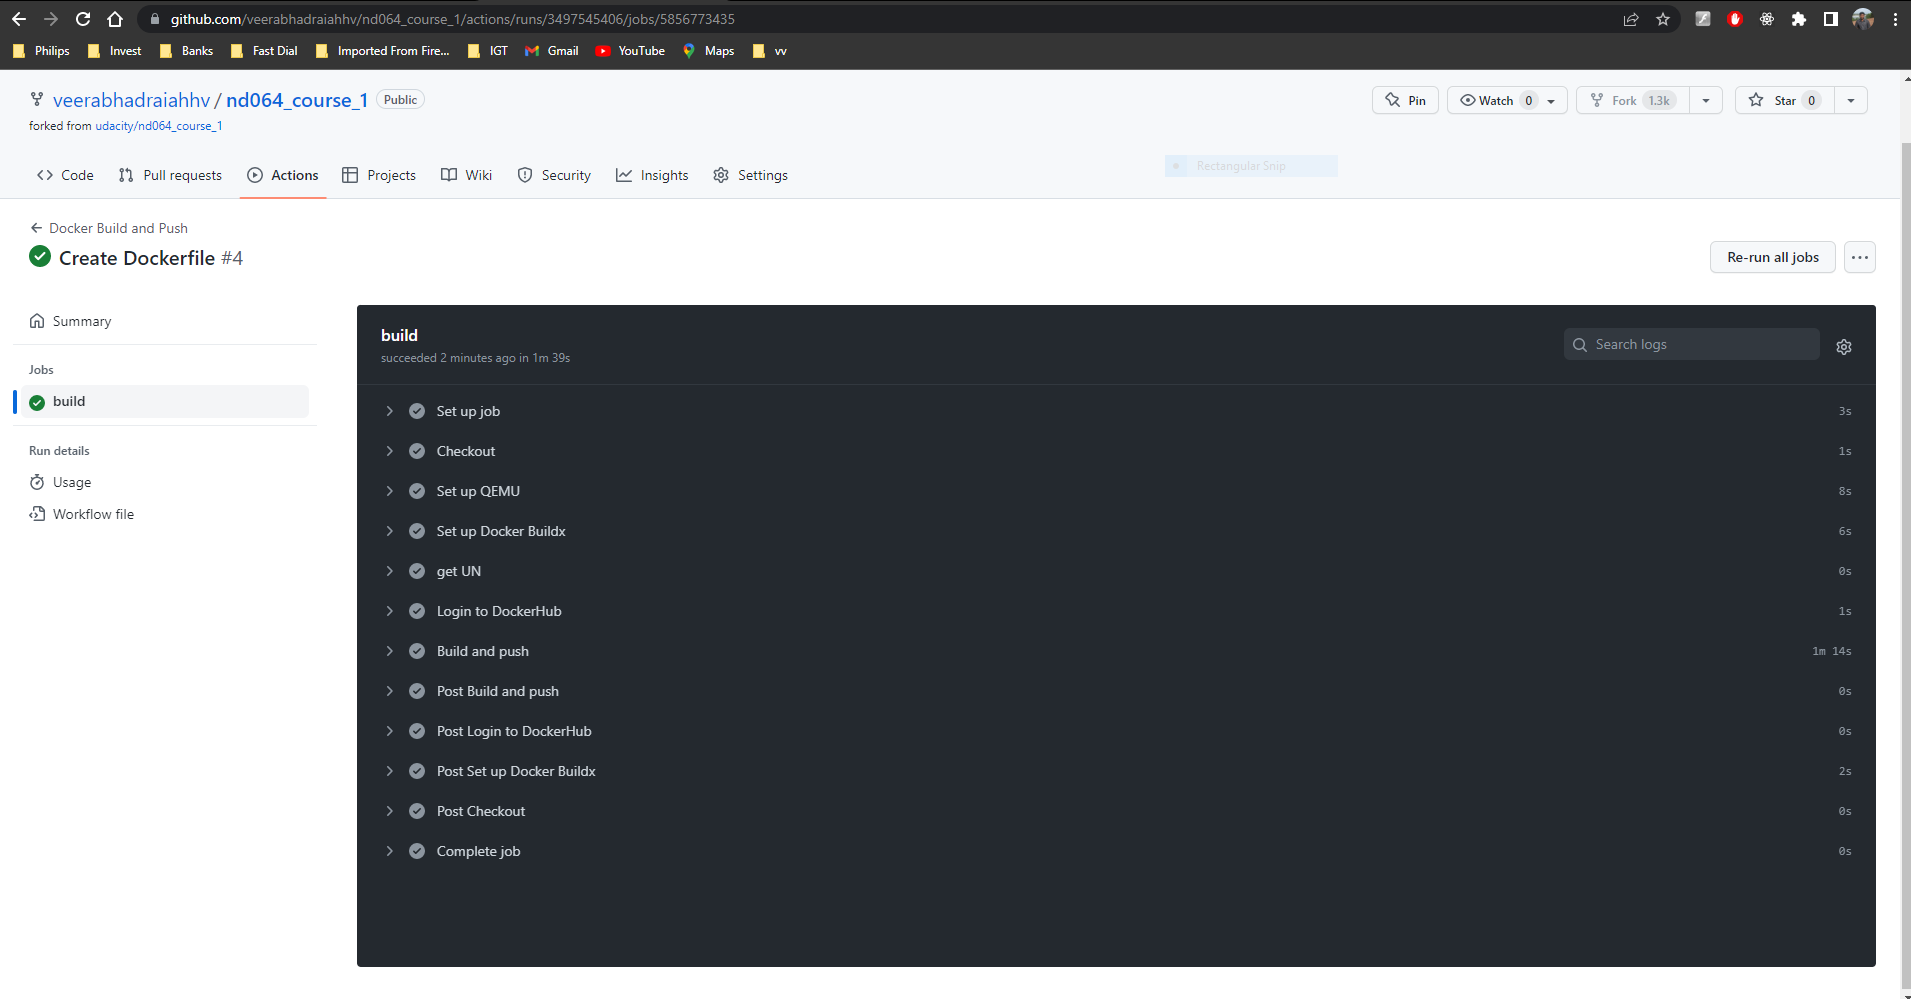 github.com/veerabhadraiahhv/nd064_course_1/actions/runs/3497545406/jobs/5856773435
Philips Invest Banks Fast Dial Imported From Fire... IGT Gmail YouTube Maps vv
veerabhadraiahhv / nd064_course_1 Public
Pin Watch 0 Fork 1.3k Star 0
forked from udacity/nd064_course_1
Rectangular Snip
Code Pull requests Actions Projects Wiki Insights Security Settings
Docker Build and Push
Create Dockerfile #4
Re-run all jobs
Summary
Jobs
build
Run details
Usage
Workflow file
build
succeeded 2 minutes ago in 1m 39s
Search logs
Set up job 3s
Checkout 1s
Set up QEMU 8s
Set up Docker Buildx 6s
get UN 0s
Login to DockerHub 1s
Build and push 1m 14s
Post Build and push 0s
Post Login to DockerHub 0s
Post Set up Docker Buildx 2s
Post Checkout 0s
Complete job 0s